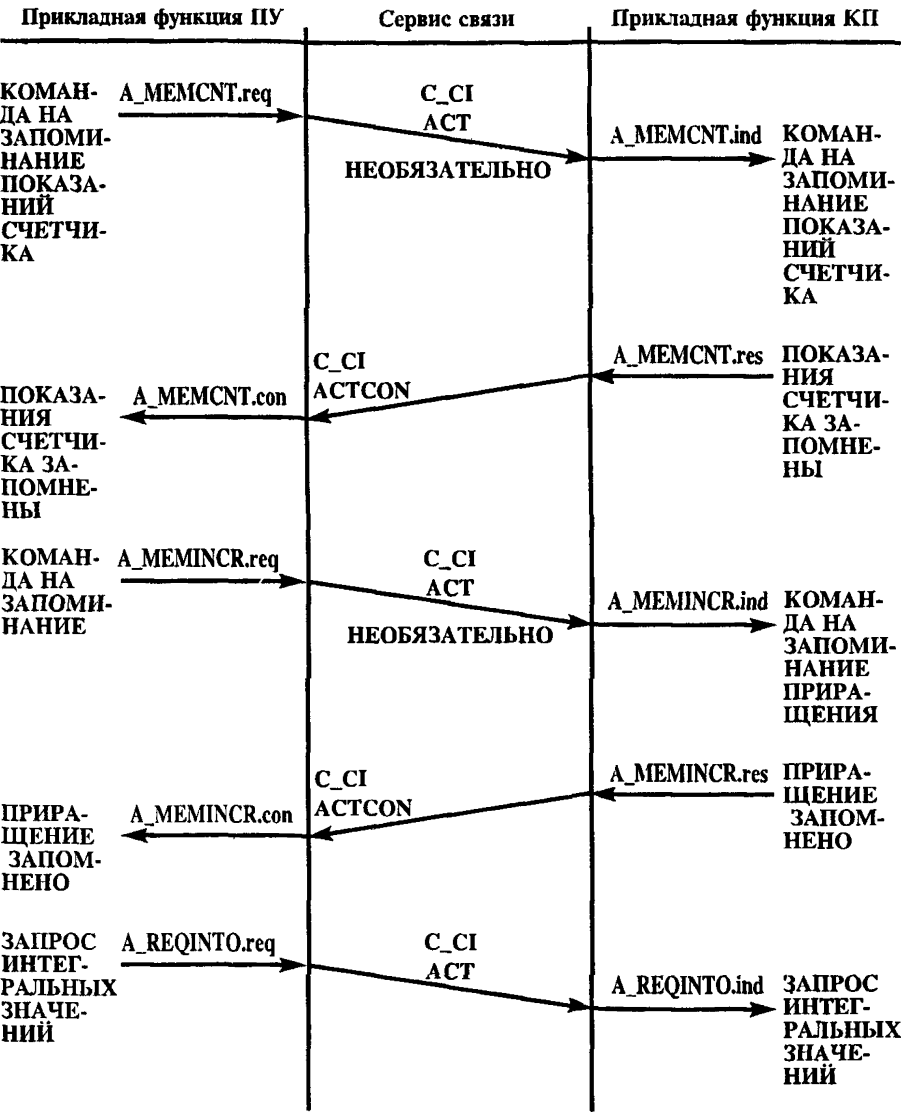 Прикладная функция ПУ
Сервис связи
Прикладная функция КП
КОМАН-
ДА НА
ЗАПОМИ-
НАНИЕ
ПОКАЗА-
НИЙ
СЧЕТЧИ-
КА
A_MEMCNT.req
C_CI
ACT
НЕОБЯЗАТЕЛЬНО
A_MEMCNT.ind
КОМАН-
ДА НА
ЗАПОМИ-
НАНИЕ
ПОКАЗА-
НИЙ
СЧЕТЧИ-
КА
ПОКАЗА-
НИЯ
СЧЕТЧИ-
КА ЗА-
ПОМНЕ-
НЫ
A_MEMCNT.con
C_CI
ACTCON
A_MEMCNT.res
ПОКАЗА-
НИЯ
СЧЕТЧИ-
КА ЗА-
ПОМНЕ-
НЫ
КОМАН-
ДА НА
ЗАПОМИ-
НАНИЕ
A_MEMINCR.req
C_CI
ACT
НЕОБЯЗАТЕЛЬНО
A_MEMINCR.ind
КОМАН-
ДА НА
ЗАПОМИ-
НАНИЕ
ПРИРА-
ЩЕНИЯ
ПРИРА-
ЩЕНИЕ
ЗАПОМ-
НЕНО
A_MEMINCR.con
C_CI
ACTCON
A_MEMINCR.res
ПРИРА-
ЩЕНИЕ
ЗАПОМ-
НЕНО
ЗАПРОС
ИНТЕГ-
РАЛЬНЫХ
ЗНАЧЕ-
НИЙ
A_REQINTO.req
C_CI
ACT
A_REQINTO.ind
ЗАПРОС
ИНТЕГ-
РАЛЬНЫХ
ЗНАЧЕ-
НИЙ